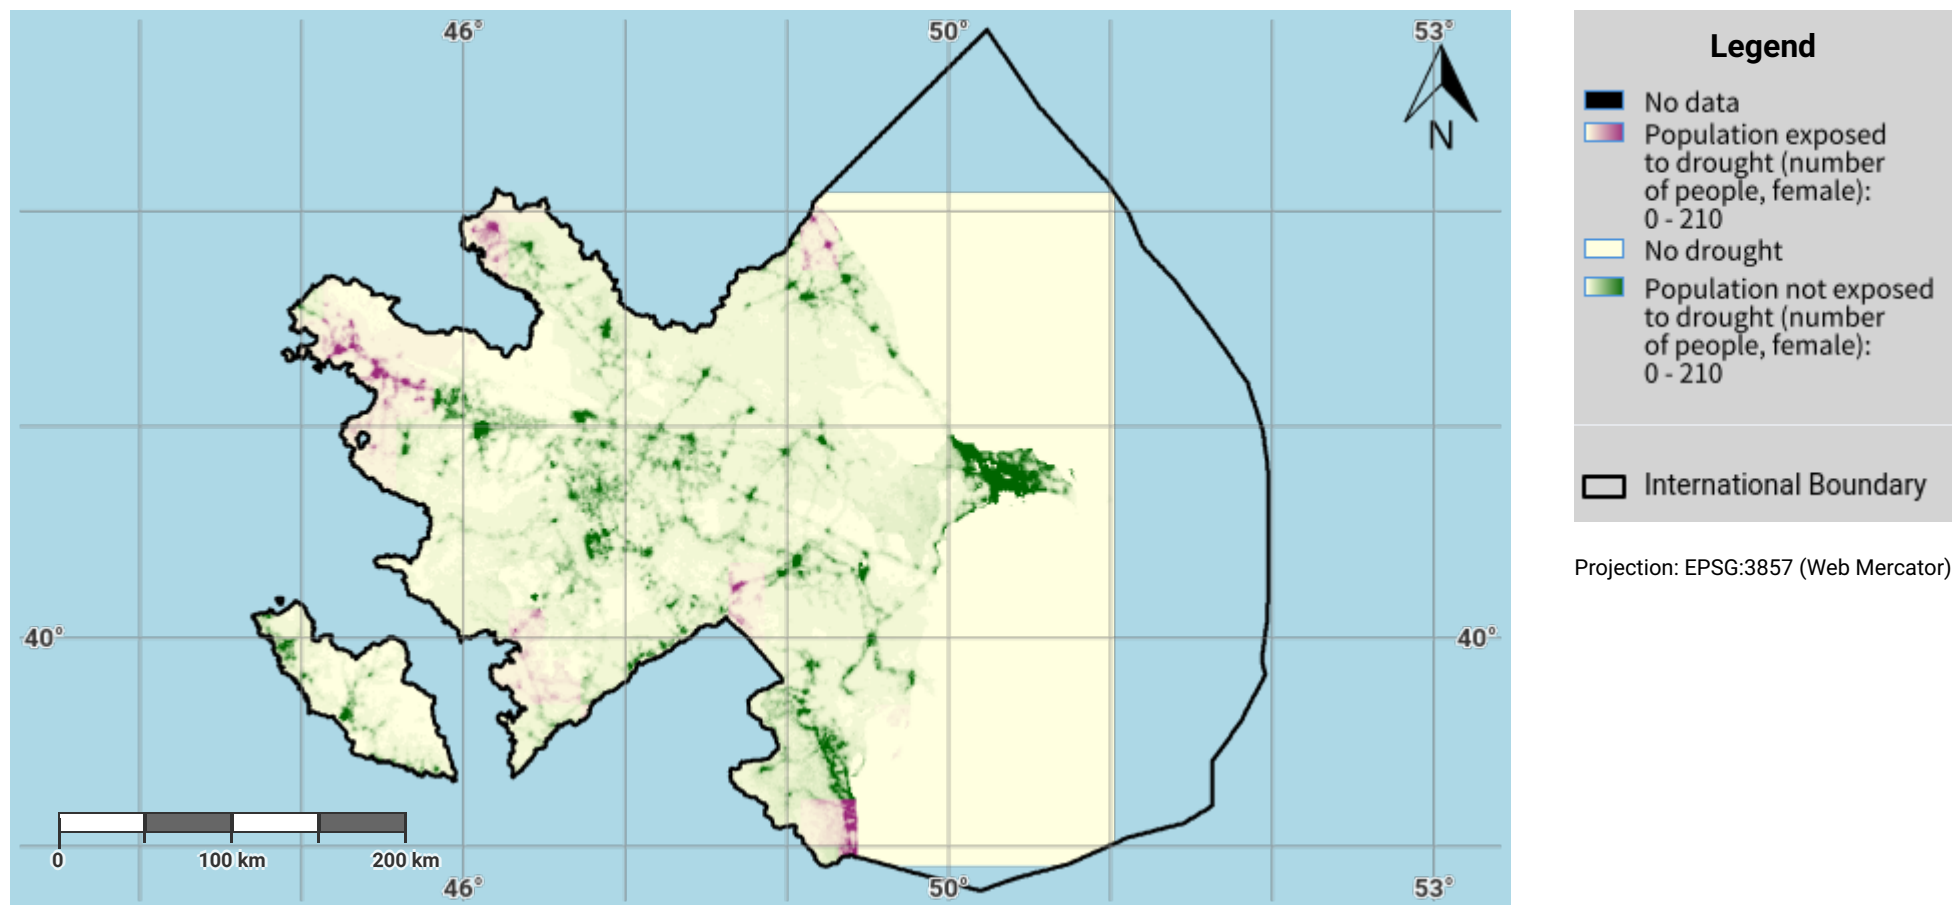 46° 50° 53°
N
40° 40°
0 100 km 200 km
46° 50° 53°
Legend
No data
Population exposed
to drought (number
of people, female):
0 - 210
No drought
Population not exposed
to drought (number
of people, female):
0 - 210
International Boundary
Projection: EPSG:3857 (Web Mercator)